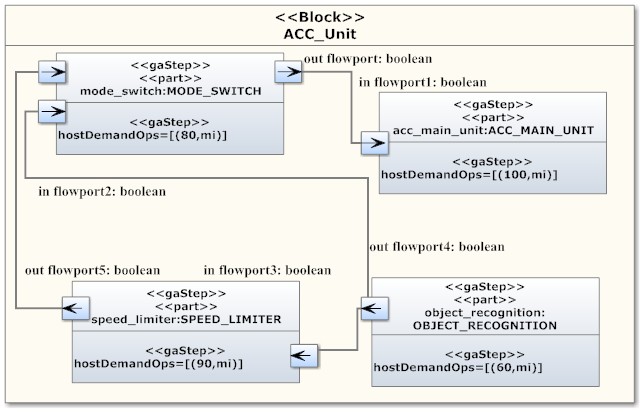 <<Block>>
ACC_Unit
<<gaStep>>
<<part>>
mode_switch:MODE_SWITCH
hostDemandOps=[(80,mi)]
out flowport: boolean
in flowport1: boolean
<<gaStep>>
<<part>>
acc_main_unit:ACC_MAIN_UNIT
<<gaStep>>
hostDemandOps=[(100,mi)]
in flowport2: boolean
out flowport4: boolean
out flowport5: boolean
in flowport3: boolean
<<gaStep>>
<<part>>
speed_limiter:SPEED_LIMITER
<<gaStep>>
hostDemandOps=[(90,mi)]
<<gaStep>>
<<part>>
object_recognition:
OBJECT_RECOGNITION
<<gaStep>>
hostDemandOps=[(60,mi)]